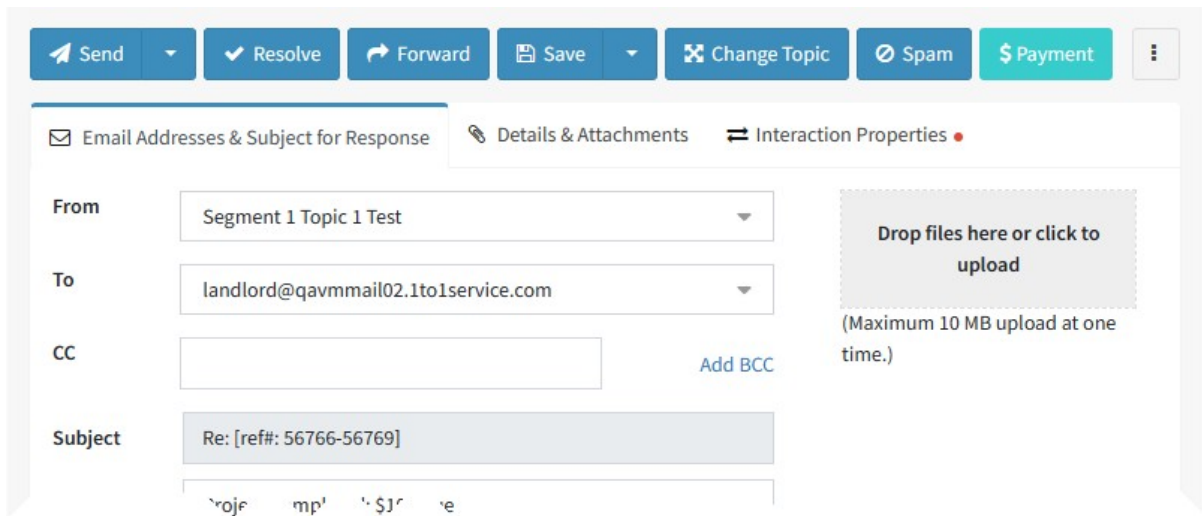 Send
Resolve
Forward
Save
Change Topic
Spam
$ Payment
Email Addresses & Subject for Response
Details & Attachments
Interaction Properties
From
Segment 1 Topic 1 Test
Drop files here or click to
upload
To
landlord@qavmmail02.1to1service.com
(Maximum 10 MB upload at one
time.)
CC
Add BCC
Subject
Re: [ref#: 56766-56769]